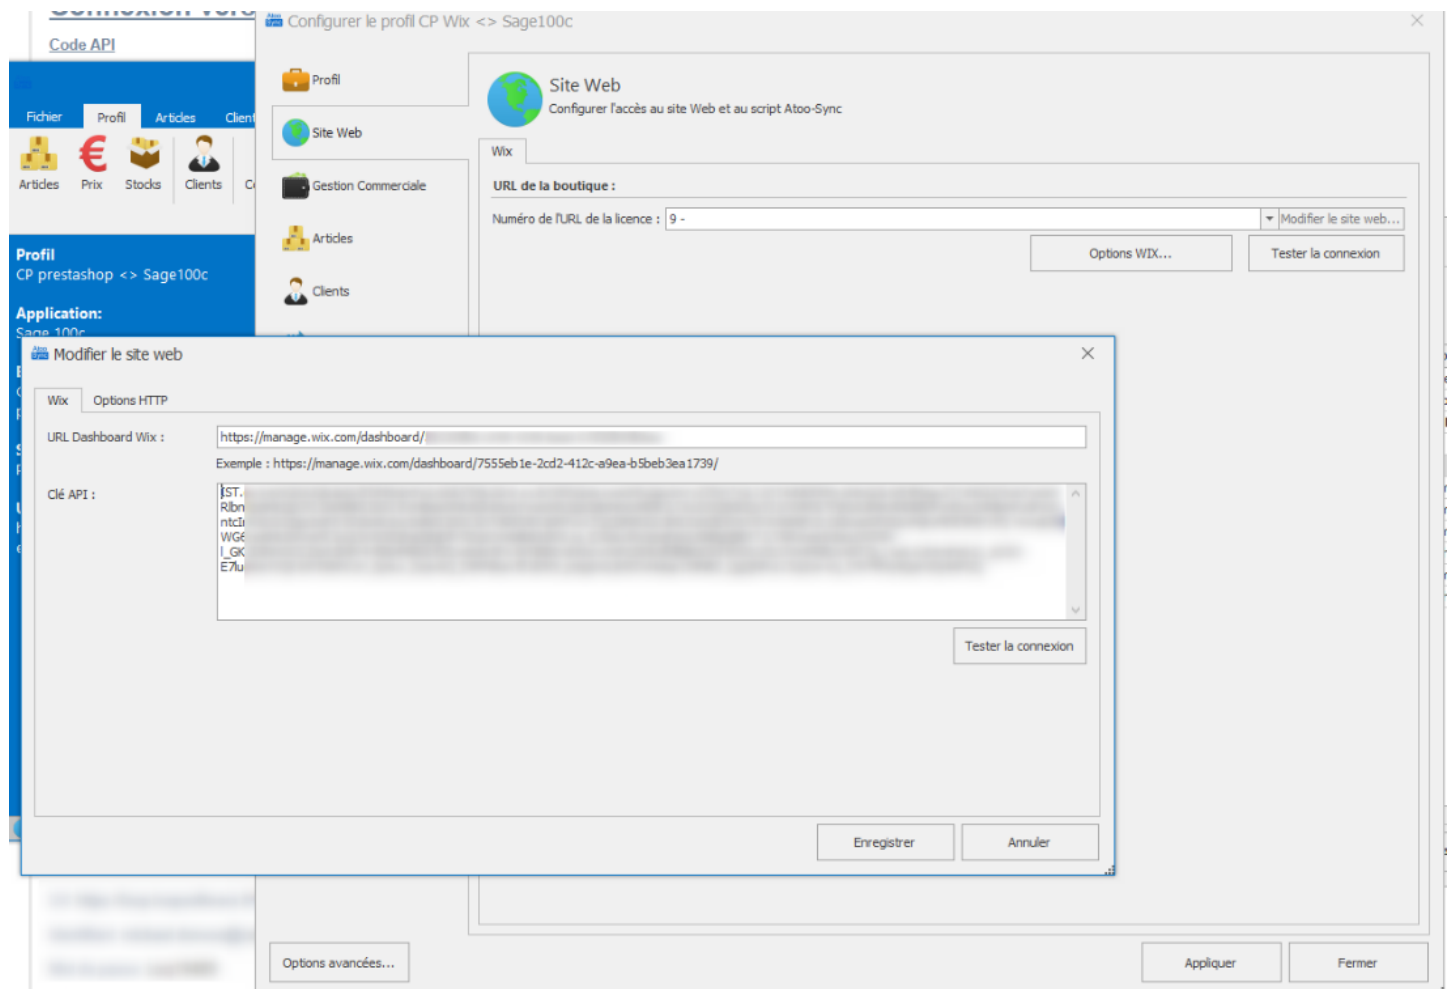 Code API
Fichier
Profil
Articles
Client
Articles
Prix
Stocks
Clients
Profil
CP prestashop <> Sage100c
Application:
Sage 100c
Configurer le profil CP Wix <> Sage100c
Profil
Site Web
Gestion Commerciale
Articles
Clients
Site Web
Configurer l'accès au site Web et au script Atoo-Sync
Wix
URL de la boutique :
Numéro de l'URL de la licence :
9 -
Modifier le site web...
Options WIX...
Tester la connexion
Modifier le site web
Wix
Options HTTP
URL Dashboard Wix :
https://manage.wix.com/dashboard/
Exemple : https://manage.wix.com/dashboard/7555eb1e-2cd2-412c-a9ea-b5beb3ea1739/
Clé API :
Tester la connexion
Enregistrer
Annuler
Options avancées...
Appliquer
Fermer